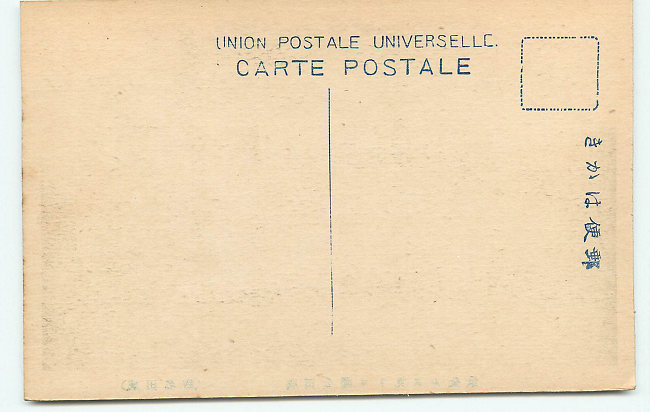 UNION POSTALE UNIVERSELLE.
CARTE POSTALE
きかは便郵